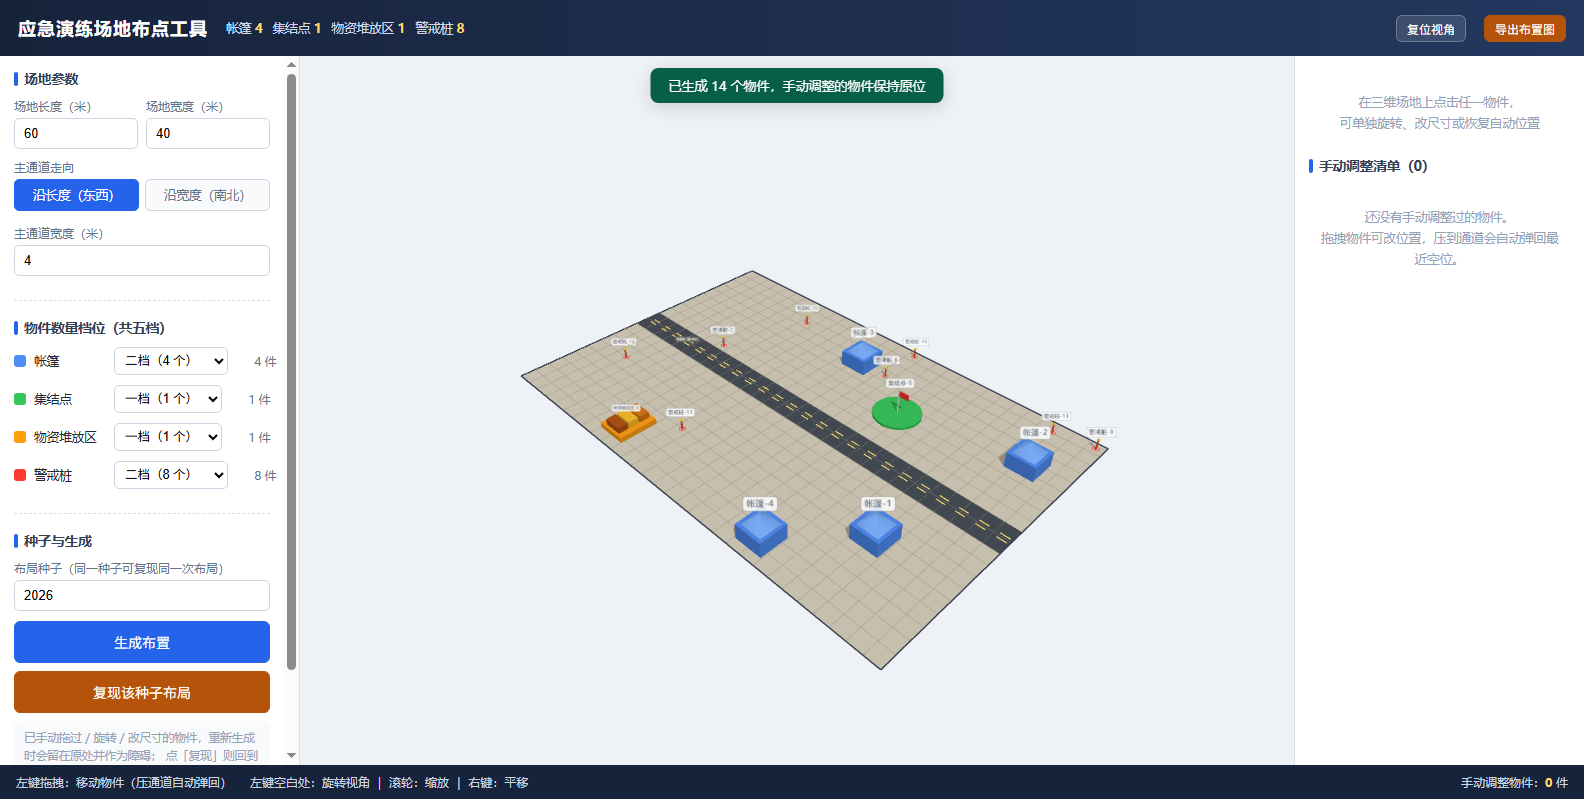 应急演练场地布点工具
帐篷 4 集结点 1 物资堆放区 1 警戒桩 8
复位视角
导出布置图
场地参数
场地长度（米）
场地宽度（米）
60
40
主通道走向
沿长度（东西）
沿宽度（南北）
主通道宽度（米）
4
物件数量档位（共五档）
帐篷
二档（4 个）
4 件
集结点
一档（1 个）
1 件
物资堆放区
一档（1 个）
1 件
警戒桩
二档（8 个）
8 件
种子与生成
布局种子（同一种子可复现同一次布局）
2026
生成布置
复现该种子布局
已手动拖过 / 旋转 / 改尺寸的物件，重新生成
时会留在原处并作为障碍； 点「复现」则回到
已生成 14 个物件，手动调整的物件保持原位
帐篷-3
集结点-5
帐篷-2
帐篷-4
帐篷-1
在三维场地上点击任一物件，
可单独旋转、改尺寸或恢复自动位置
手动调整清单（0）
还没有手动调整过的物件。
拖拽物件可改位置，压到通道会自动弹回最
近空位。
左键拖拽：移动物件（压通道自动弹回）
左键空白处：旋转视角 | 滚轮：缩放 | 右键：平移
手动调整物件：0 件